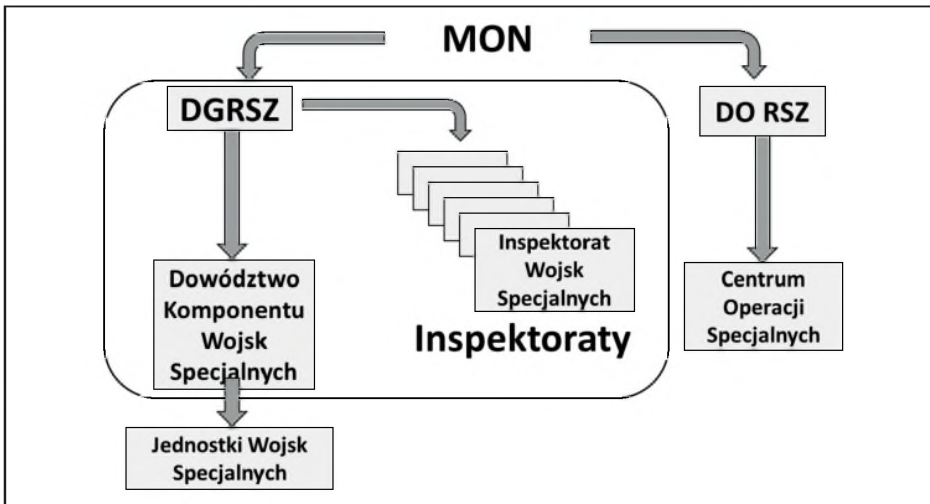 MON
DGRSZ
DO RSZ
Inspektorat
Wojsk
Specjalnych
Dowództwo
Komponentu
Wojsk
Specjalnych
Centrum
Operacji
Specjalnych
Inspektoraty
Jednostki Wojsk
Specjalnych